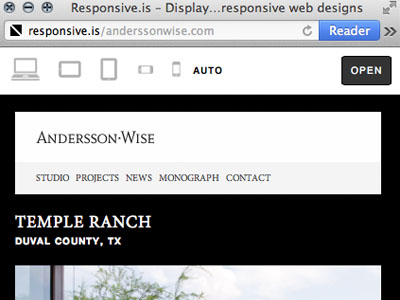 Responsive.is – Display...responsive web designs
responsive.is/anderssonwise.com
Reader
AUTO
OPEN
ANDERSSON·WISE
STUDIO PROJECTS NEWS MONOGRAPH CONTACT
TEMPLE RANCH
DUVAL COUNTY, TX